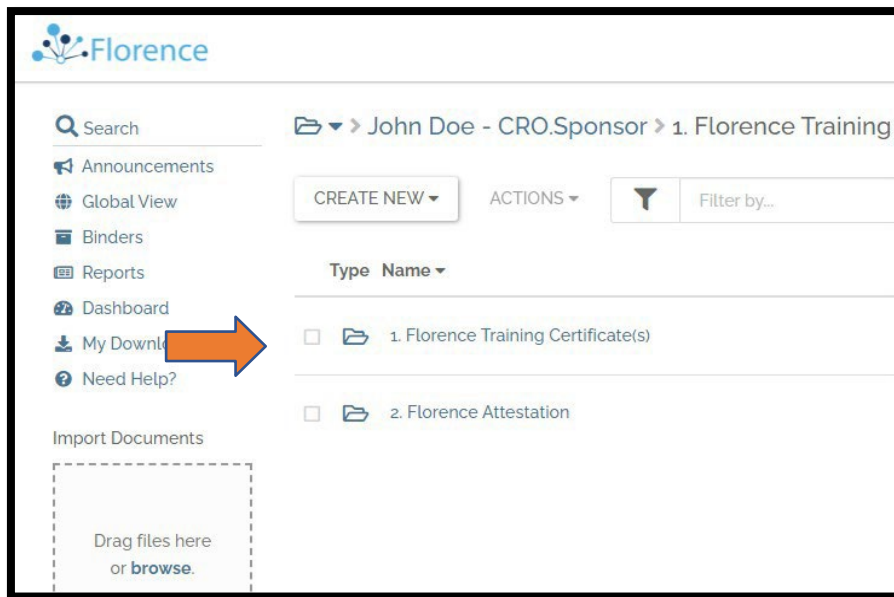 Florence
Search
Announcements
Global View
Binders
Reports
Dashboard
My
Need Help?
Import Documents
Drag files here
or browse.
> John Doe - CRO.Sponsor > 1. Florence Training
CREATE NEW
ACTIONS
Filter by...
Type Name
1. Florence Training Certificate(s)
2. Florence Attestation